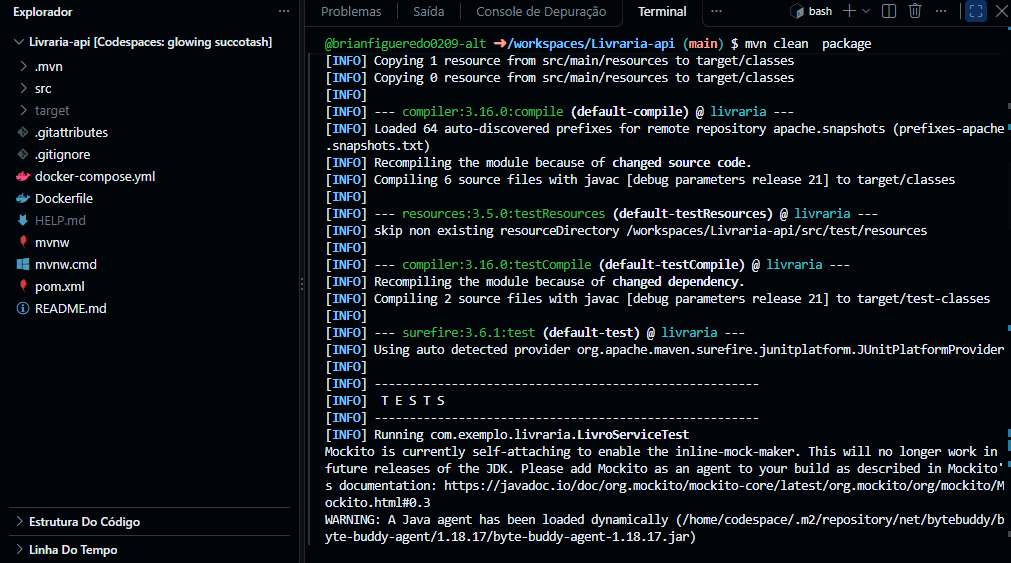 Explorador
Livraria-api [Codespaces: glowing succotash]
.mvn
src
target
.gitattributes
.gitignore
docker-compose.yml
Dockerfile
HELP.md
mvnw
mvnw.cmd
pom.xml
README.md
Estrutura Do Código
Linha Do Tempo
Problemas
Saída
Console de Depuração
Terminal
bash
@brianfigueredo0209-alt ➜/workspaces/Livraria-api (main) $ mvn clean  package
[INFO] Copying 1 resource from src/main/resources to target/classes
[INFO] Copying 0 resource from src/main/resources to target/classes
[INFO]
[INFO] --- compiler:3.16.0:compile (default-compile) @ livraria ---
[INFO] Loaded 64 auto-discovered prefixes for remote repository apache.snapshots (prefixes-apache
.snapshots.txt)
[INFO] Recompiling the module because of changed source code.
[INFO] Compiling 6 source files with javac [debug parameters release 21] to target/classes
[INFO]
[INFO] --- resources:3.5.0:testResources (default-testResources) @ livraria ---
[INFO] skip non existing resourceDirectory /workspaces/Livraria-api/src/test/resources
[INFO]
[INFO] --- compiler:3.16.0:testCompile (default-testCompile) @ livraria ---
[INFO] Recompiling the module because of changed dependency.
[INFO] Compiling 2 source files with javac [debug parameters release 21] to target/test-classes
[INFO]
[INFO] --- surefire:3.6.1:test (default-test) @ livraria ---
[INFO] Using auto detected provider org.apache.maven.surefire.junitplatform.JUnitPlatformProvider
[INFO]
[INFO] -------------------------------------------------------
[INFO]  T E S T S
[INFO] -------------------------------------------------------
[INFO] Running com.exemplo.livraria.LivroServiceTest
Mockito is currently self-attaching to enable the inline-mock-maker. This will no longer work in
future releases of the JDK. Please add Mockito as an agent to your build as described in Mockito'
s documentation: https://javadoc.io/doc/org.mockito/mockito-core/latest/org.mockito/org/mockito/M
ockito.html#0.3
WARNING: A Java agent has been loaded dynamically (/home/codespace/.m2/repository/net/bytebuddy/b
yte-buddy-agent/1.18.17/byte-buddy-agent-1.18.17.jar)